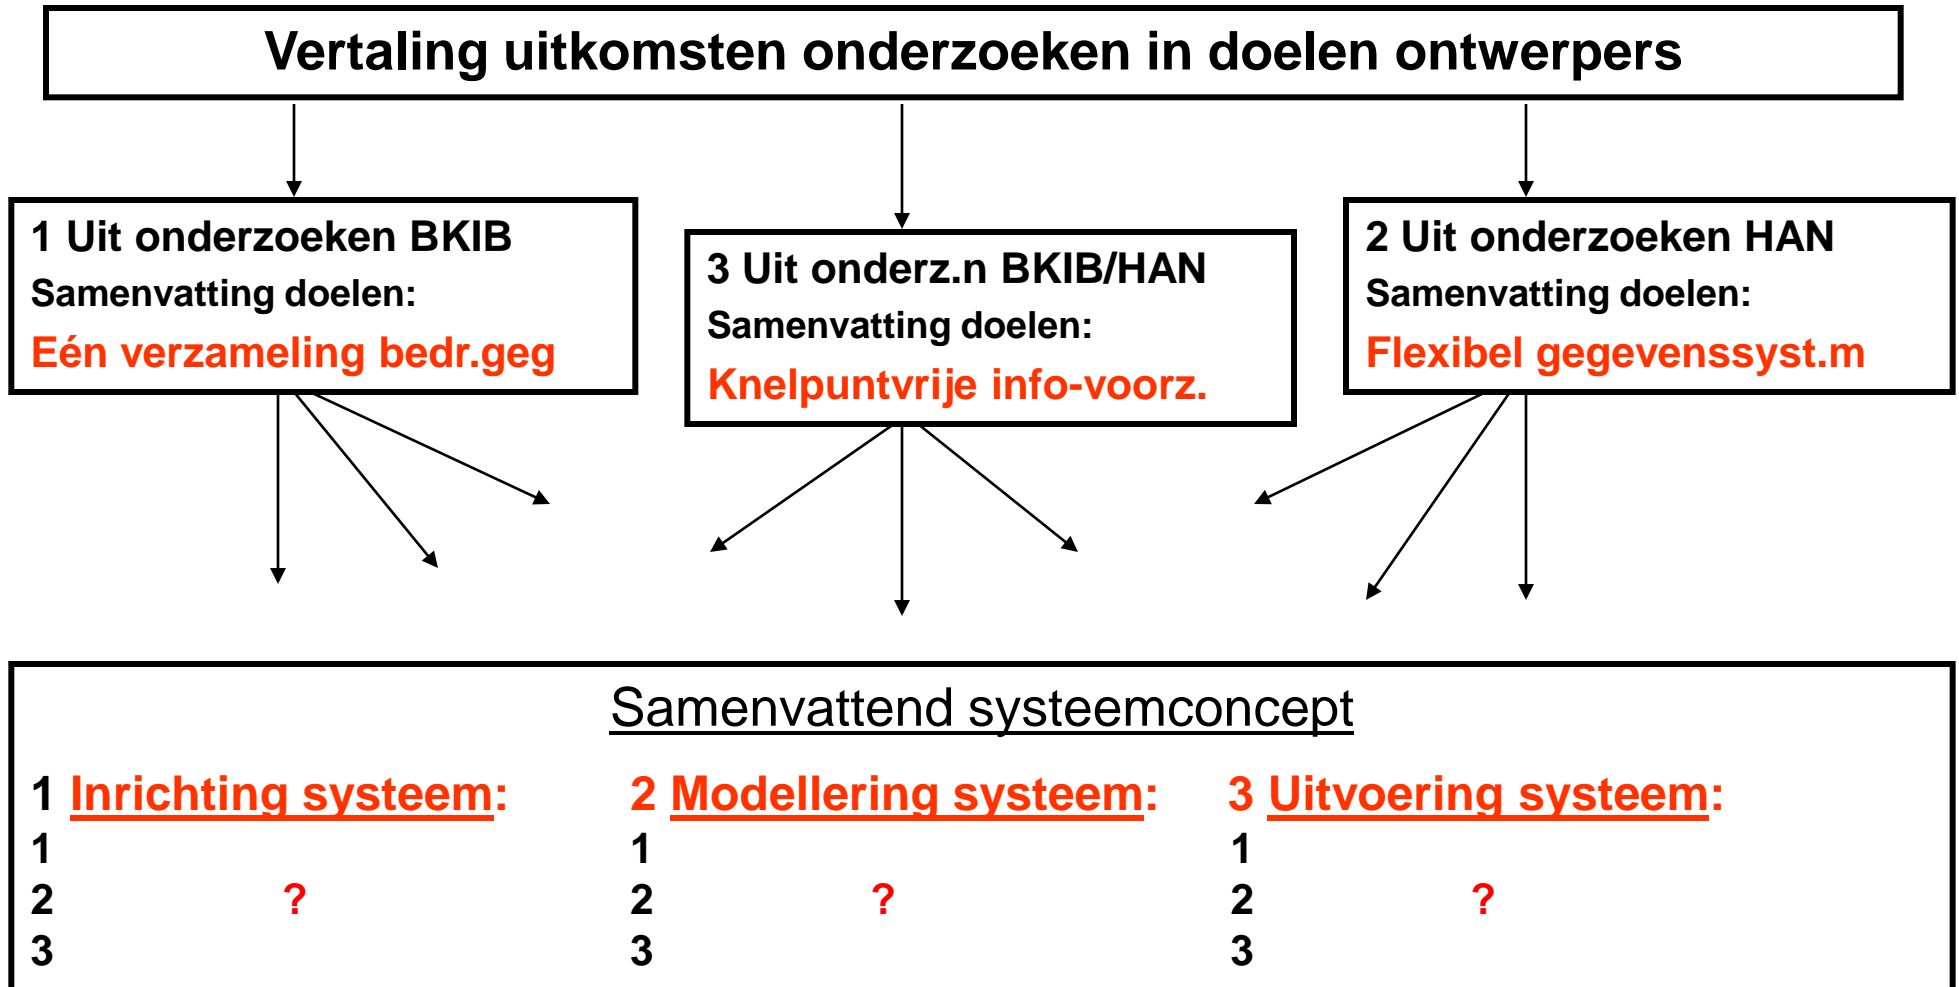 Vertaling uitkomsten onderzoeken in doelen ontwerpers
1 Uit onderzoeken BKIB
Samenvatting doelen:
Eén verzameling bedr.geg
3 Uit onderz.n BKIB/HAN
Samenvatting doelen:
Knelpuntvrije info-voorz.
2 Uit onderzoeken HAN
Samenvatting doelen:
Flexibel gegevenssyst.m
Samenvattend systeemconcept
1 Inrichting systeem: 2 Modellering systeem: 3 Uitvoering systeem:
1 1 1
2 ? 2 ? 2 ?
3 3 3